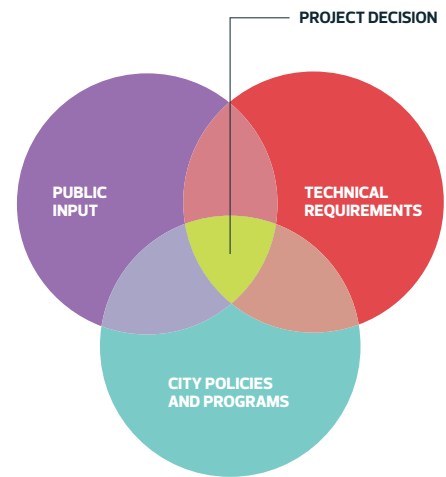 PROJECT DECISION
PUBLIC
INPUT
TECHNICAL
REQUIREMENTS
CITY POLICIES
AND PROGRAMS